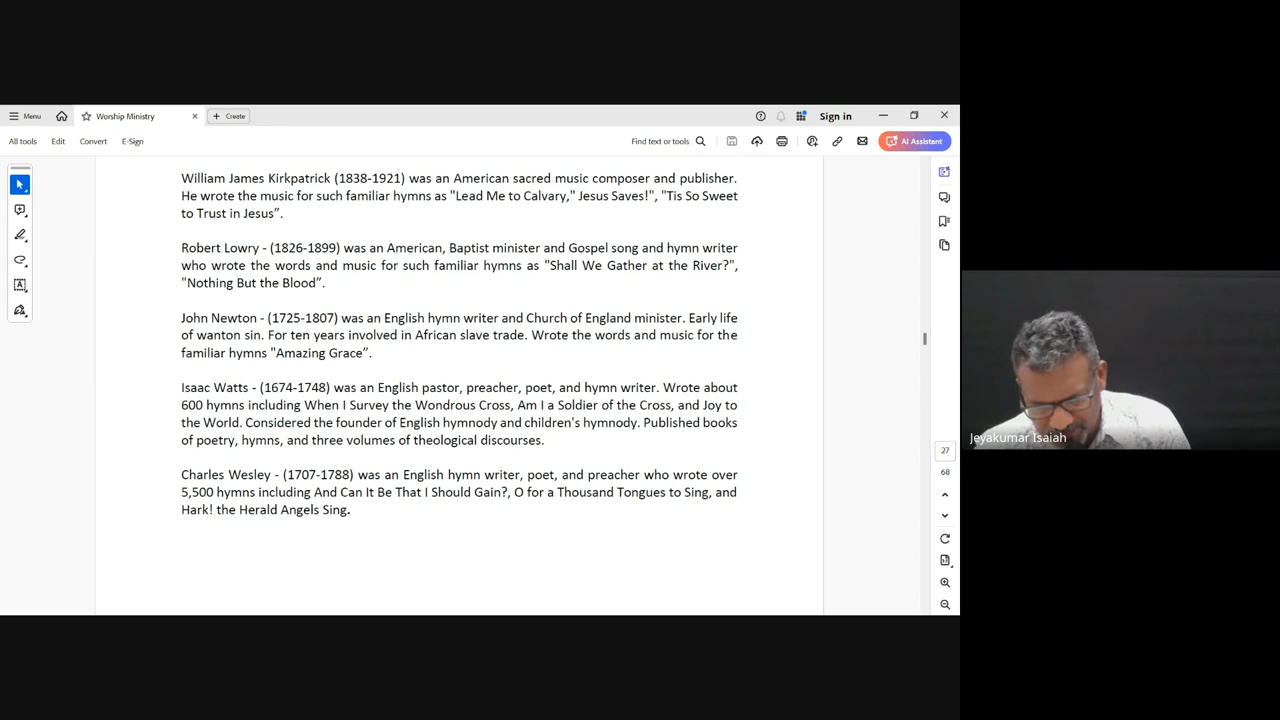 Menu
Worship Ministry
Create
Sign in
All tools
Edit
Convert
E-Sign
Find text or tools
AI Assistant
William James Kirkpatrick (1838-1921) was an American sacred music composer and publisher.
He wrote the music for such familiar hymns as "Lead Me to Calvary," Jesus Saves!", "Tis So Sweet
to Trust in Jesus”.
Robert Lowry - (1826-1899) was an American, Baptist minister and Gospel song and hymn writer
who wrote the words and music for such familiar hymns as "Shall We Gather at the River?",
"Nothing But the Blood”.
John Newton - (1725-1807) was an English hymn writer and Church of England minister. Early life
of wanton sin. For ten years involved in African slave trade. Wrote the words and music for the
familiar hymns "Amazing Grace”.
Isaac Watts - (1674-1748) was an English pastor, preacher, poet, and hymn writer. Wrote about
600 hymns including When I Survey the Wondrous Cross, Am I a Soldier of the Cross, and Joy to
the World. Considered the founder of English hymnody and children's hymnody. Published books
of poetry, hymns, and three volumes of theological discourses.
Charles Wesley - (1707-1788) was an English hymn writer, poet, and preacher who wrote over
5,500 hymns including And Can It Be That I Should Gain?, O for a Thousand Tongues to Sing, and
Hark! the Herald Angels Sing.
27
68
Jeyakumar Isaiah